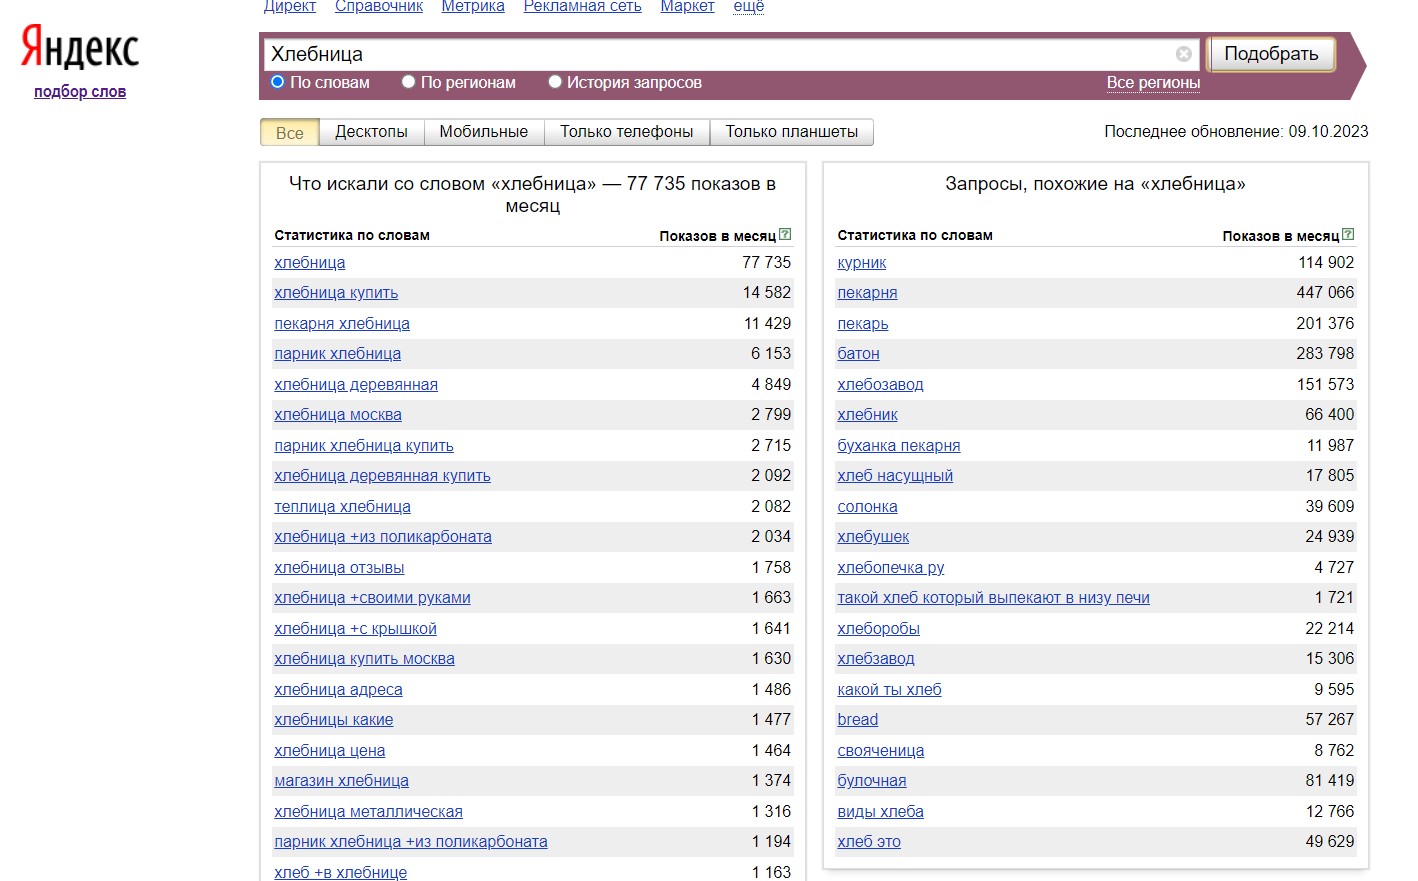 Директ Справочник Метрика Рекламная сеть Маркет ещё
Яндекс
подбор слов
Хлебница
Подобрать
По словам По регионам История запросов Все регионы
Все Десктопы Мобильные Только телефоны Только планшеты
Последнее обновление: 09.10.2023
Что искали со словом «хлебница» — 77 735 показов в
месяц
Статистика по словам Показов в месяц ?
хлебница 77 735
хлебница купить 14 582
пекарня хлебница 11 429
парник хлебница 6 153
хлебница деревянная 4 849
хлебница москва 2 799
парник хлебница купить 2 715
хлебница деревянная купить 2 092
теплица хлебница 2 082
хлебница +из поликарбоната 2 034
хлебница отзывы 1 758
хлебница +своими руками 1 663
хлебница +с крышкой 1 641
хлебница купить москва 1 630
хлебница адреса 1 486
хлебницы какие 1 477
хлебница цена 1 464
магазин хлебница 1 374
хлебница металлическая 1 316
парник хлебница +из поликарбоната 1 194
хлеб +в хлебнице 1 163
Запросы, похожие на «хлебница»
Статистика по словам Показов в месяц ?
курник 114 902
пекарня 447 066
пекарь 201 376
батон 283 798
хлебозавод 151 573
хлебник 66 400
буханка пекарня 11 987
хлеб насущный 17 805
солонка 39 609
хлебушек 24 939
хлебопечка ру 4 727
такой хлеб который выпекают в низу печи 1 721
хлеборобы 22 214
хлебзавод 15 306
какой ты хлеб 9 595
bread 57 267
свояченица 8 762
булочная 81 419
виды хлеба 12 766
хлеб это 49 629